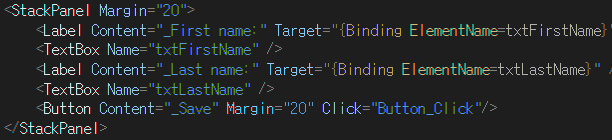 <StackPanel Margin="20">
<Label Content="_First name:" Target="{Binding ElementName=txtFirstName}"
<TextBox Name="txtFirstName" />
<Label Content="_Last name:" Target="{Binding ElementName=txtLastName}" /
<TextBox Name="txtLastName" />
<Button Content="_Save" Margin="20" Click="Button_Click"/>
</StackPanel>